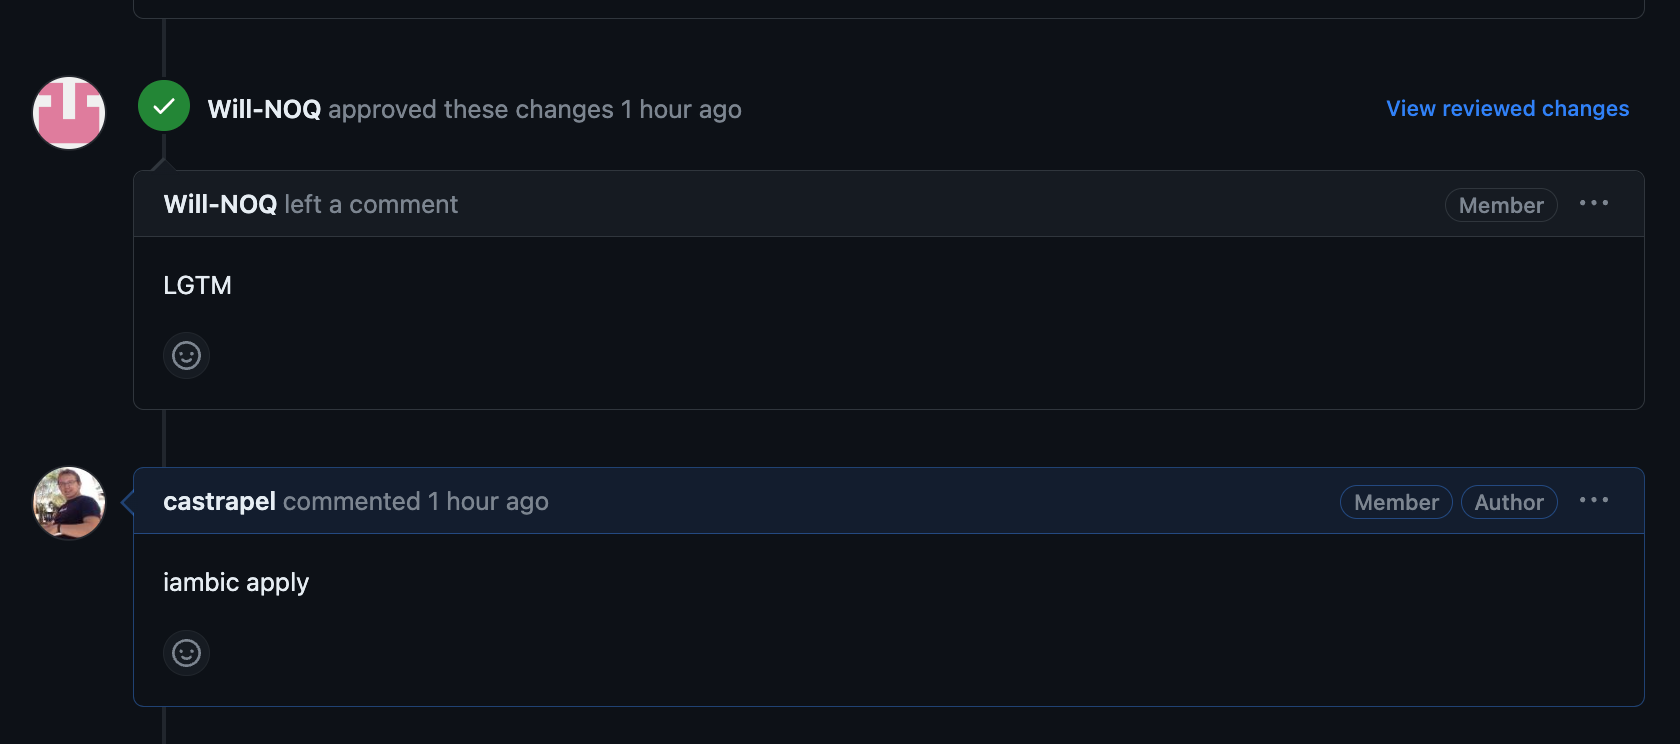 Will-NOQ approved these changes 1 hour ago View reviewed changes
Will-NOQ left a comment Member
LGTM
castrapel commented 1 hour ago Member Author
iambic apply